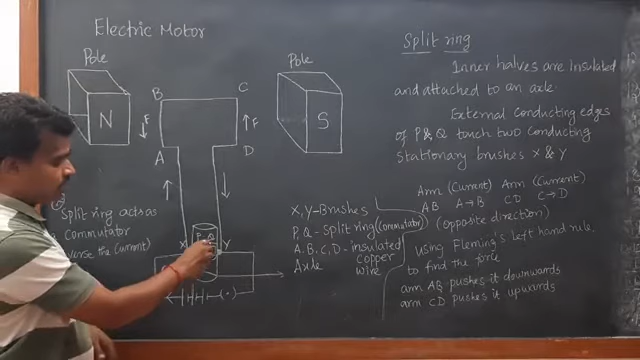 Electric Motor
Pole
N
B
C
F
F
A
D
Pole
S
Split ring acts as
Commutator
verse the Current)
X
P
Q
Y
X,Y-Brushes
P,Q-split ring (commutator)
A.B.C,D-insulated
copper
wire
Axle
Split ring
Inner halves are Insulated
and attached to an axle.
External conducting edges
of P&Q touch two conducting
stationary brushes X & Y
Arm (Current) Arm (Current)
AB A→B CD C→D
(opposite direction)
Using Fleming's left hand rule.
to find the force
arm AB pushes it downwards
arm CD pushes it upwards